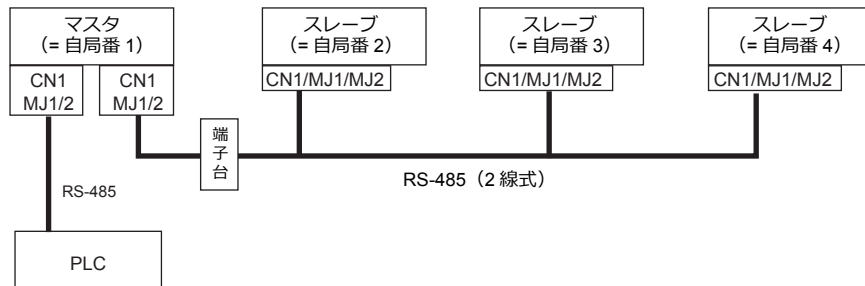 マスタ
（= 自局番 1）
スレーブ
（= 自局番 2）
スレーブ
（= 自局番 3）
スレーブ
（= 自局番 4）
CN1
MJ1/2
CN1
MJ1/2
CN1/MJ1/MJ2
CN1/MJ1/MJ2
CN1/MJ1/MJ2
端子台
RS-485（2 線式）
RS-485
PLC